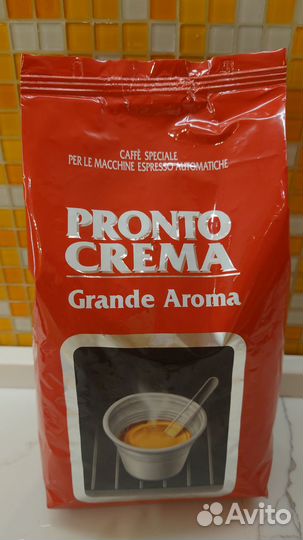 CAFFÈ SPECIALE
PER LE MACCHINE ESPRESSO AUTOMATICHE
PRONTO
CREMA
Grande Aroma
Avito